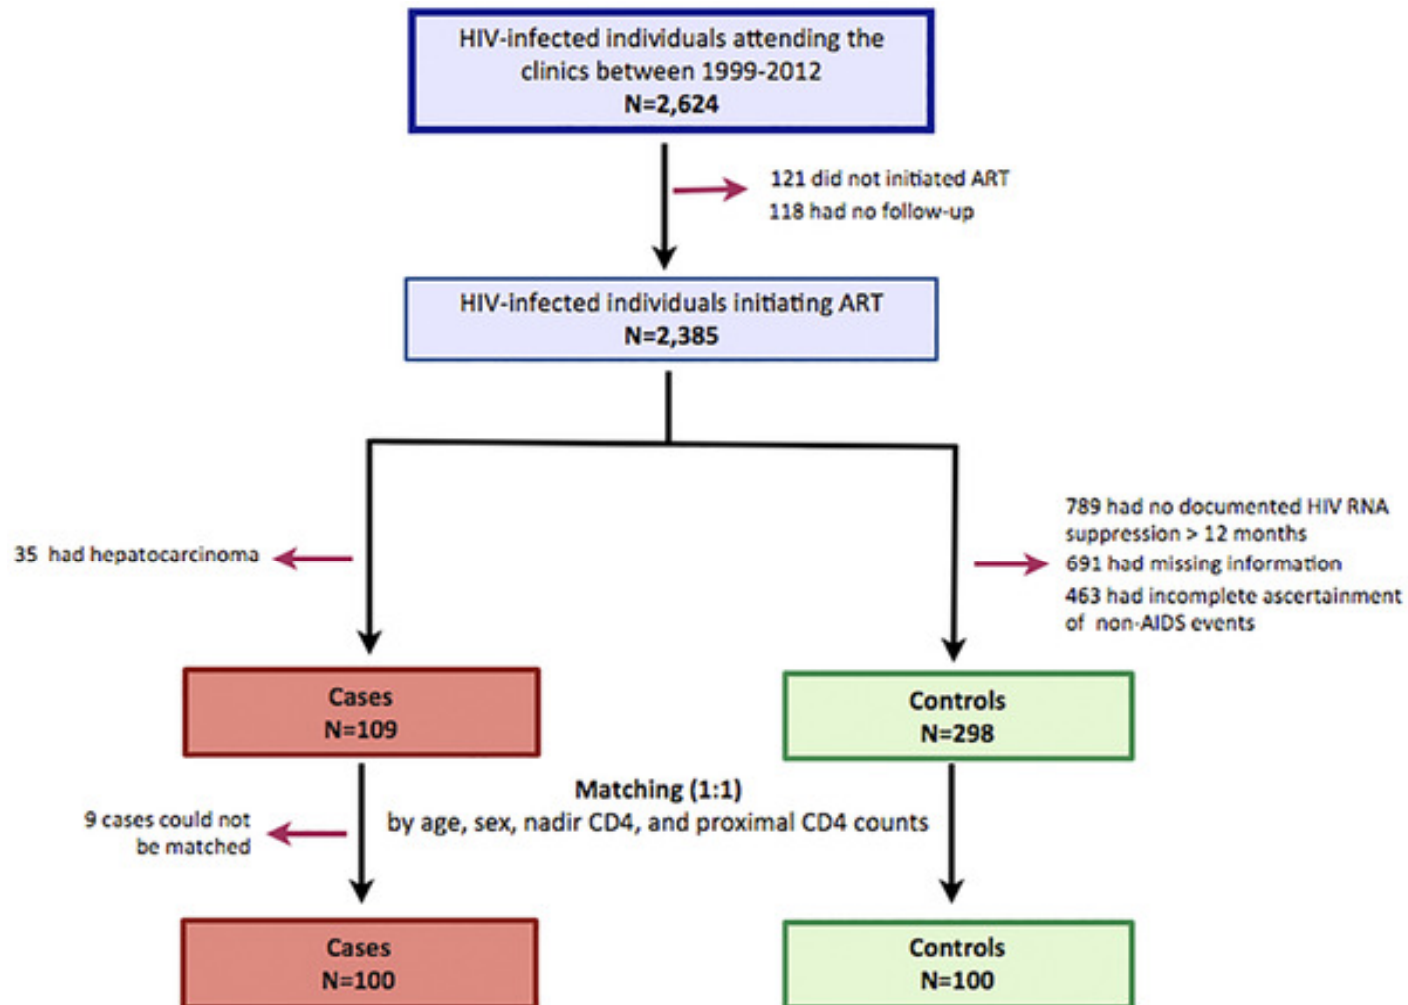 HIV-infected individuals attending the
clinics between 1999-2012
N=2,624
121 did not initiated ART
118 had no follow-up
HIV-infected individuals initiating ART
N=2,385
35 had hepatocarcinoma
789 had no documented HIV RNA
suppression > 12 months
691 had missing information
463 had incomplete ascertainment
of non-AIDS events
Cases
N=109
Controls
N=298
Matching (1:1)
by age, sex, nadir CD4, and proximal CD4 counts
9 cases could not
be matched
Cases
N=100
Controls
N=100